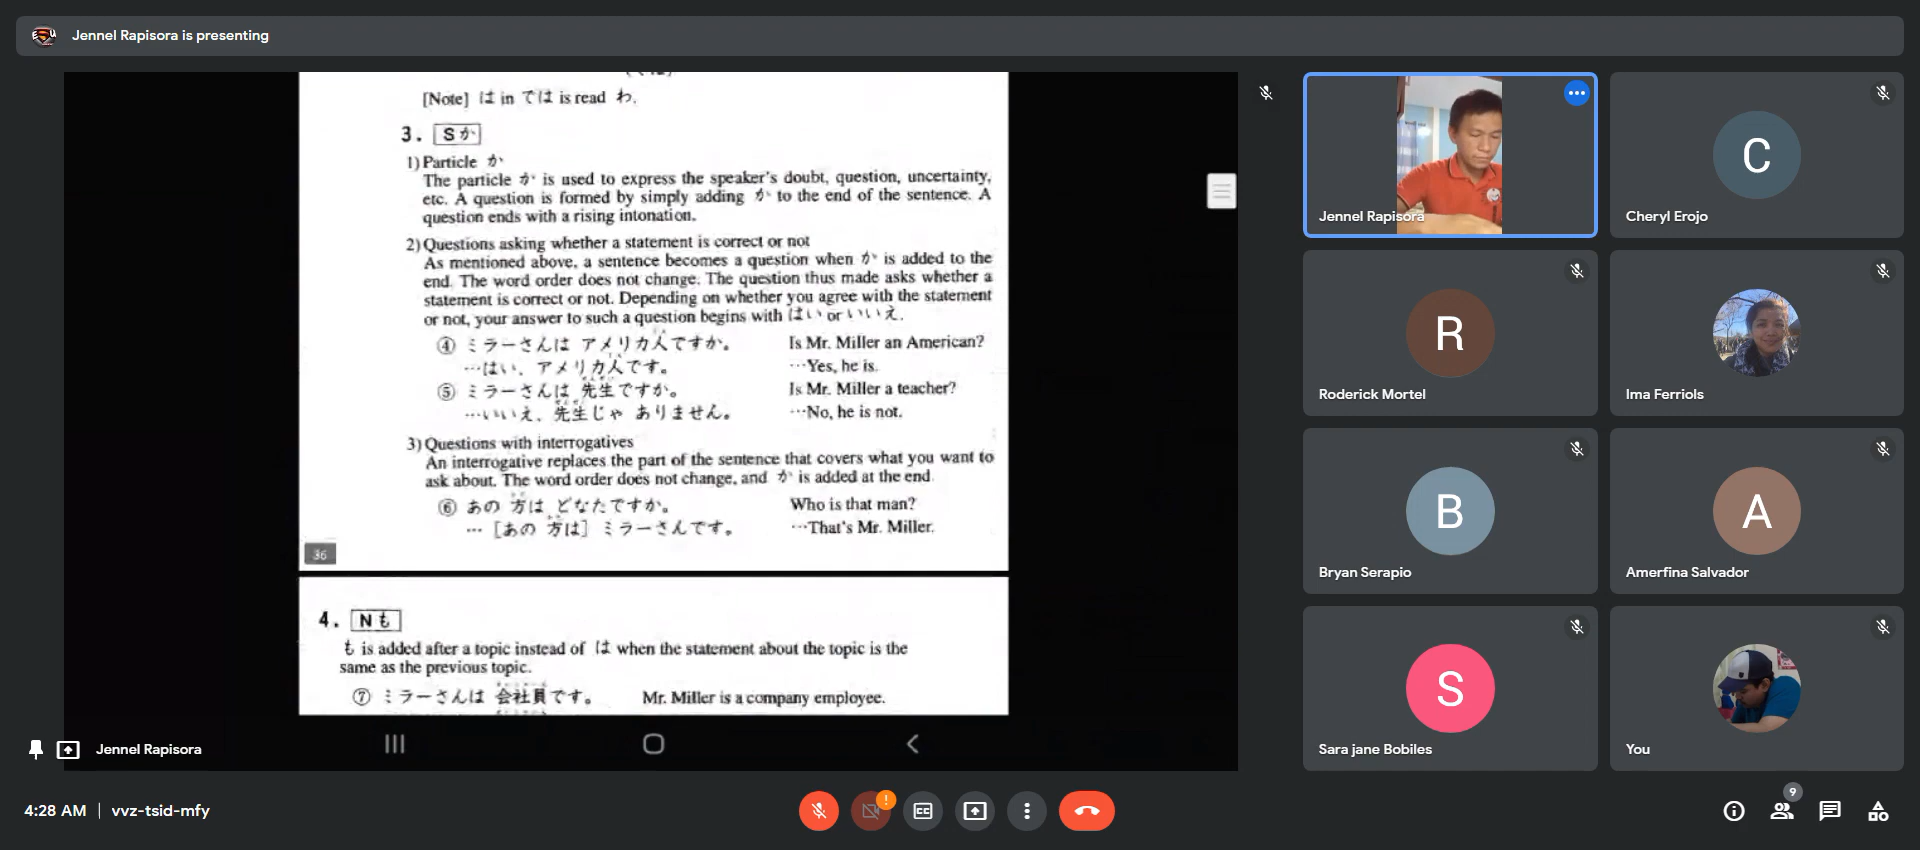 Jennel Rapisora is presenting
[Note] は in では is read わ.
3. Sか
1) Particle か
The particle か is used to express the speaker's doubt, question, uncertainty,
etc. A question is formed by simply adding か to the end of the sentence. A
question ends with a rising intonation.
2) Questions asking whether a statement is correct or not
As mentioned above, a sentence becomes a question when か is added to the
end. The word order does not change. The question thus made asks whether a
statement is correct or not. Depending on whether you agree with the statement
or not, your answer to such a question begins with はい or いいえ.
④ ミラーさんは アメリカ人ですか。 Is Mr. Miller an American?
…はい、アメリカ人です。 …Yes, he is.
⑤ ミラーさんは 先生ですか。 Is Mr. Miller a teacher?
…いいえ、先生じゃ ありません。 …No, he is not.
3) Questions with interrogatives
An interrogative replaces the part of the sentence that covers what you want to
ask about. The word order does not change, and か is added at the end.
⑥ あの 方は どなたですか。 Who is that man?
… [あの 方は] ミラーさんです。 …That's Mr. Miller.
36
4. Nも
も is added after a topic instead of は when the statement about the topic is the
same as the previous topic.
⑦ ミラーさんは 会社員です。 Mr. Miller is a company employee.
Jennel Rapisora
Jennel Rapisora
C
Cheryl Erojo
R
Roderick Mortel
Ima Ferriols
B
Bryan Serapio
A
Amerfina Salvador
S
Sara jane Bobiles
You
4:28 AM | vvz-tsid-mfy
CC
9